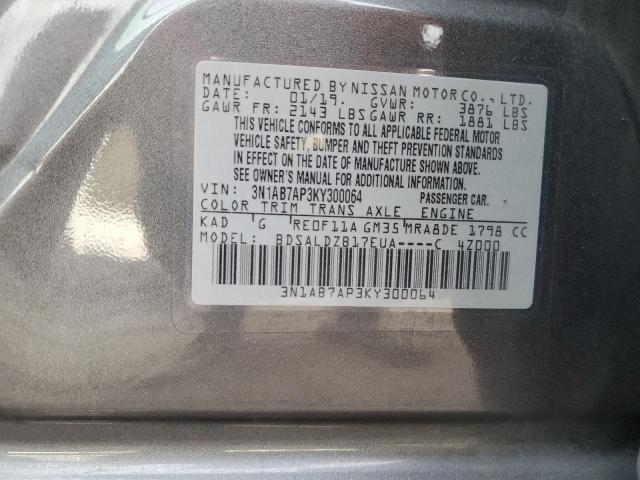 MANUFACTURED BY NISSAN MOTOR CO., LTD.
DATE: 01/19. GVWR: 3876 LBS
GAWR FR: 2143 LBS GAWR RR: 1881 LBS
THIS VEHICLE CONFORMS TO ALL APPLICABLE FEDERAL MOTOR
VEHICLE SAFETY, BUMPER AND THEFT PREVENTION STANDARDS
IN EFFECT ON THE DATE OF MANUFACTURE SHOWN ABOVE.
SEE OWNER'S MANUAL FOR ADDITIONAL INFORMATION.
VIN: 3N1AB7AP3KY300064 PASSENGER CAR.
COLOR TRIM TRANS AXLE ENGINE
KAD G RE0F11A GM35 MRA8DE 1798 CC
MODEL: BDSALDZB17EUA----C 4Z000
3N1AB7AP3KY300064